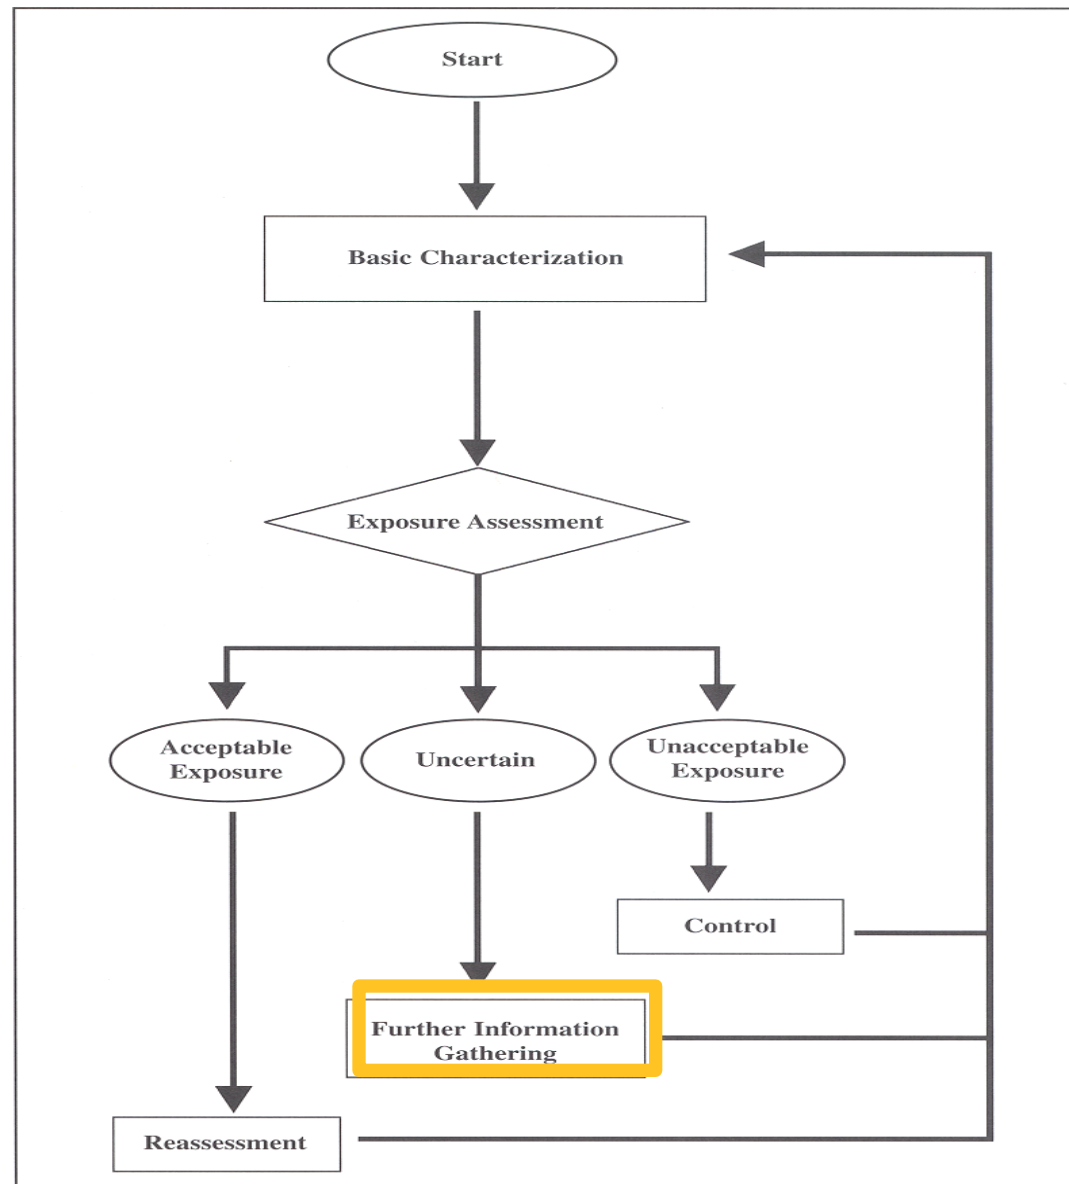 Start
Basic Characterization
Exposure Assessment
Acceptable
Exposure
Uncertain
Unacceptable
Exposure
Control
Further Information
Gathering
Reassessment